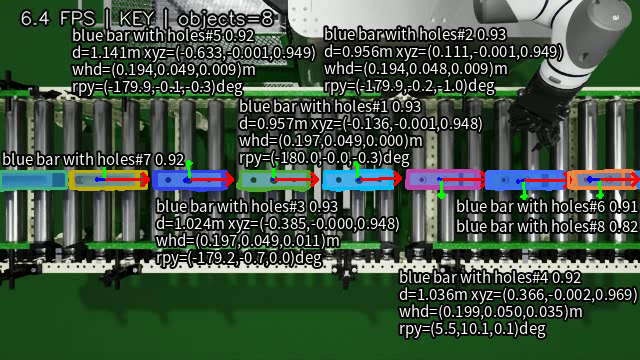 6.4 FPS | KEY | objects=8
blue bar with holes#5 0.92
d=1.141m xyz=(-0.633,-0.001,0.949)
whd=(0.194,0.049,0.009)m
rpy=(-179.9,-0.1,-0.3)deg
blue bar with holes#2 0.93
d=0.956m xyz=(0.111,-0.001,0.949)
whd=(0.194,0.048,0.009)m
rpy=(-179.9,-0.2,-1.0)deg
blue bar with holes#1 0.93
d=0.957m xyz=(-0.136,-0.001,0.948)
whd=(0.197,0.049,0.000)m
rpy=(-180.0,-0.0,-0.3)deg
blue bar with holes#7 0.92
blue bar with holes#3 0.93
d=1.024m xyz=(-0.385,-0.000,0.948)
whd=(0.197,0.049,0.011)m
rpy=(-179.2,-0.7,0.0)deg
blue bar with holes#6 0.91
blue bar with holes#8 0.82
blue bar with holes#4 0.92
d=1.036m xyz=(0.366,-0.002,0.969)
whd=(0.199,0.050,0.035)m
rpy=(5.5,10.1,0.1)deg